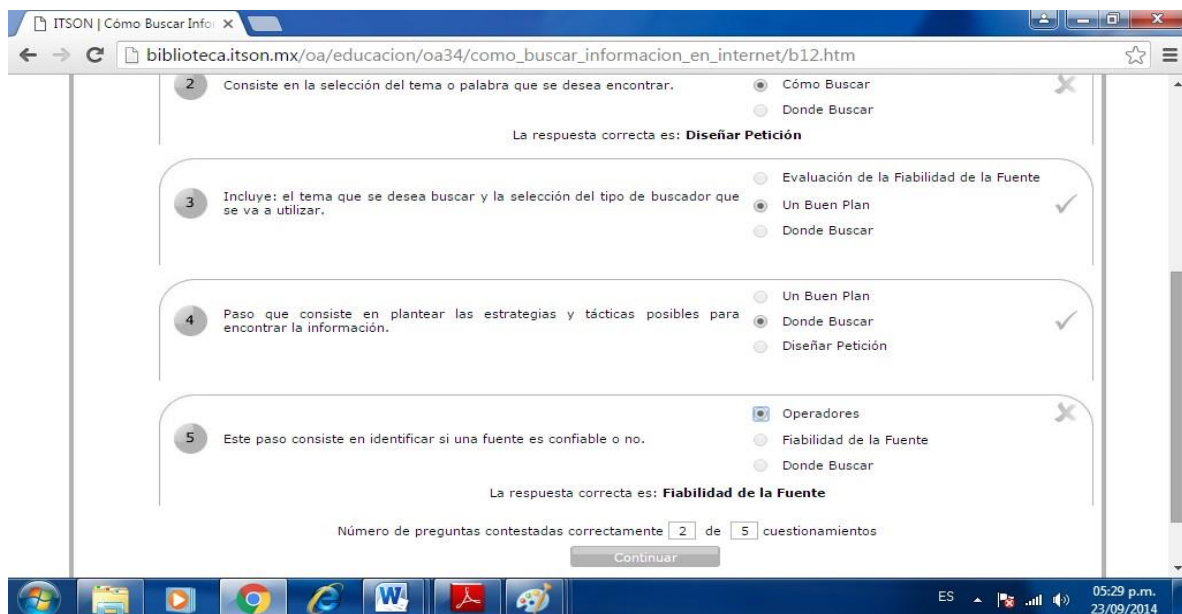 ITSON | Cómo Buscar Info
biblioteca.itson.mx/oa/educacion/oa34/como_buscar_informacion_en_internet/b12.htm
2
Consiste en la selección del tema o palabra que se desea encontrar.
Cómo Buscar
Donde Buscar
La respuesta correcta es: Diseñar Petición
3
Incluye: el tema que se desea buscar y la selección del tipo de buscador que
se va a utilizar.
Evaluación de la Fiabilidad de la Fuente
Un Buen Plan
Donde Buscar
4
Paso que consiste en plantear las estrategias y tácticas posibles para
encontrar la información.
Un Buen Plan
Donde Buscar
Diseñar Petición
5
Este paso consiste en identificar si una fuente es confiable o no.
Operadores
Fiabilidad de la Fuente
Donde Buscar
La respuesta correcta es: Fiabilidad de la Fuente
Número de preguntas contestadas correctamente 2 de 5 cuestionamientos
Continuar
ES
05:29 p.m.
23/09/2014